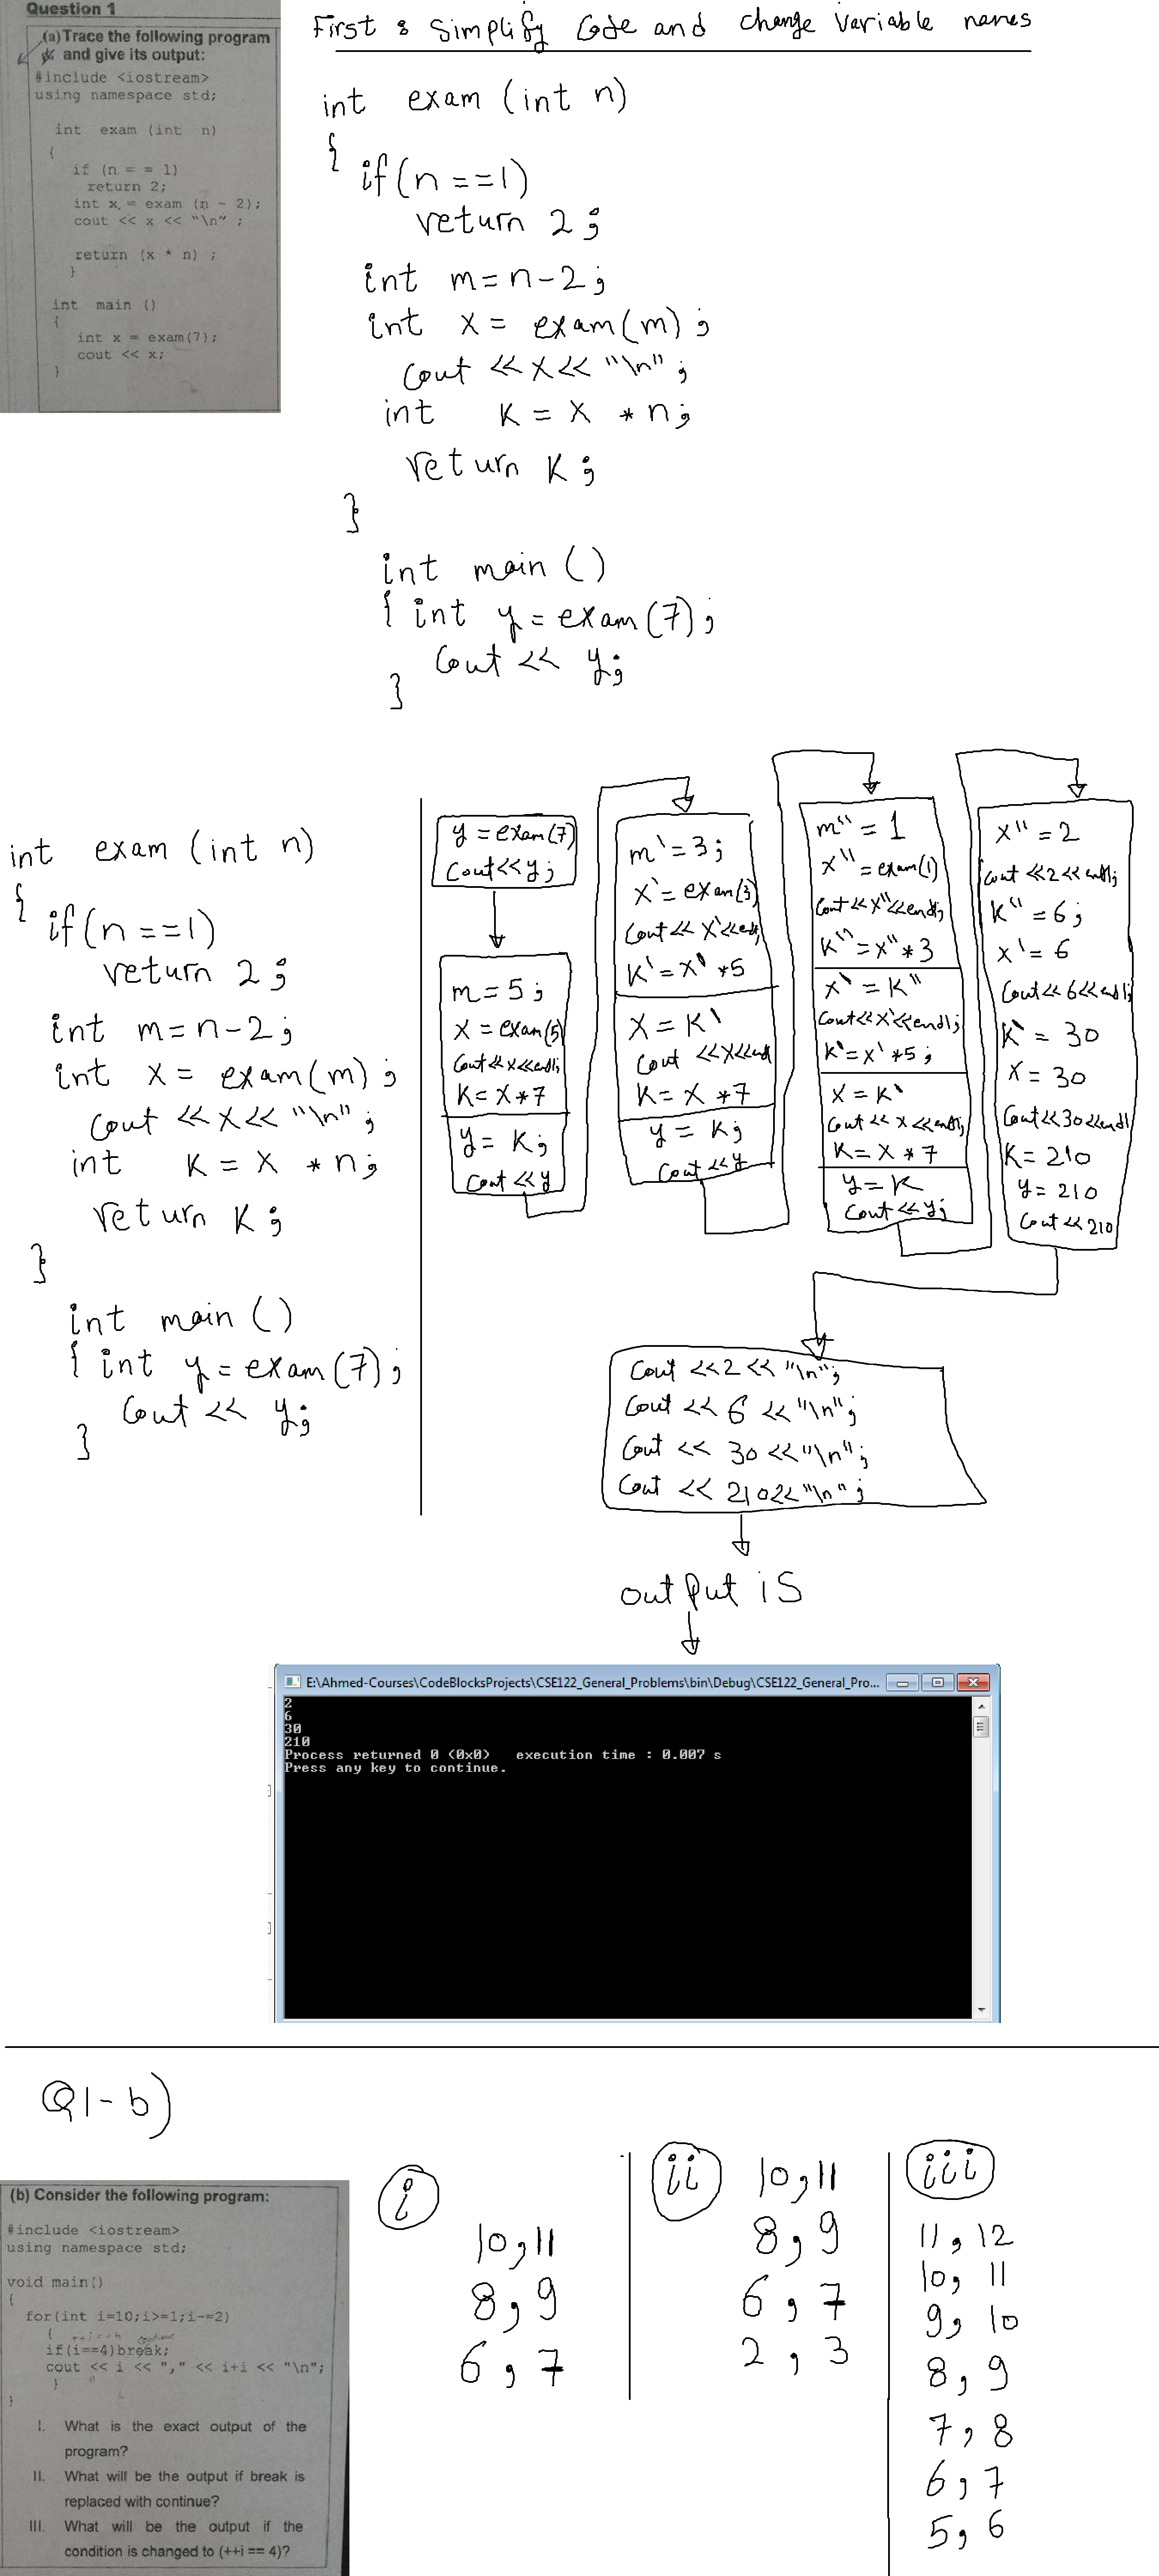 Question 1
(a) Trace the following program
and give its output:
#include <iostream>
using namespace std;
int exam (int n)
{
if (n = = 1)
return 2;
int x = exam (n - 2);
cout << x << "\n" ;
return (x * n) ;
}
int main ()
{
int x = exam(7);
cout << x;
}
First : Simplify Code and change variable names
int exam (int n)
{
if(n ==1)
return 2;
int m=n-2;
int x = exam(m);
Cout <<x<< "\n";
int K = x * n;
return K;
}
int main ()
{ int y = exam(7);
Cout << y;
}
int exam (int n)
{
if(n ==1)
return 2;
int m=n-2;
int x = exam(m);
Cout <<x<< "\n";
int K = x * n;
return K;
}
int main ()
{ int y = exam(7);
Cout << y;
}
y = exam(7)
Cout<<y;
m = 5;
x = exam(5)
Cout<<x<<endl;
K= x*7
y = K;
Cout <<y
m' = 3;
x' = exam(3)
Cout << x'<<endl
K' = x' *5
x = K'
Cout <<x<<endl
K= x *7
y = K;
Cout <<y
m'' = 1
x'' = exam(1)
Cout<<x''<<endl;
K'' = x'' *3
x' = K''
Cout<<x'<<endl;
K' = x' *5;
x = K'
Cout << x <<endl;
K= x * 7
y = K
Cout << y;
x'' = 2
Cout <<2<<endl;
K'' = 6;
x' = 6
Cout<< 6<<endl;
K' = 30
x = 30
Cout<<30<<endl
K= 210
y = 210
Cout << 210
Cout <<2<< "\n";
Cout << 6 << "\n";
Cout << 30 <<"\n";
Cout << 210<< "\n";
output is
E:\Ahmed-Courses\CodeBlocksProjects\CSE122_General_Problems\bin\Debug\CSE122_General_Pro...
2
6
30
210
Process returned 0 (0x0)   execution time : 0.007 s
Press any key to continue.
Q1-b)
(b) Consider the following program:
#include <iostream>
using namespace std;
void main()
{
for(int i=10;i>=1;i-=2)
{
if(i==4)break;
cout << i << "," << i+i << "\n";
}
}
I. What is the exact output of the
program?
II. What will be the output if break is
replaced with continue?
III. What will be the output if the
condition is changed to (++i == 4)?
i
10,11
8,9
6,7
ii
10,11
8,9
6,7
2,3
iii
11,12
10,11
9,10
8,9
7,8
6,7
5,6